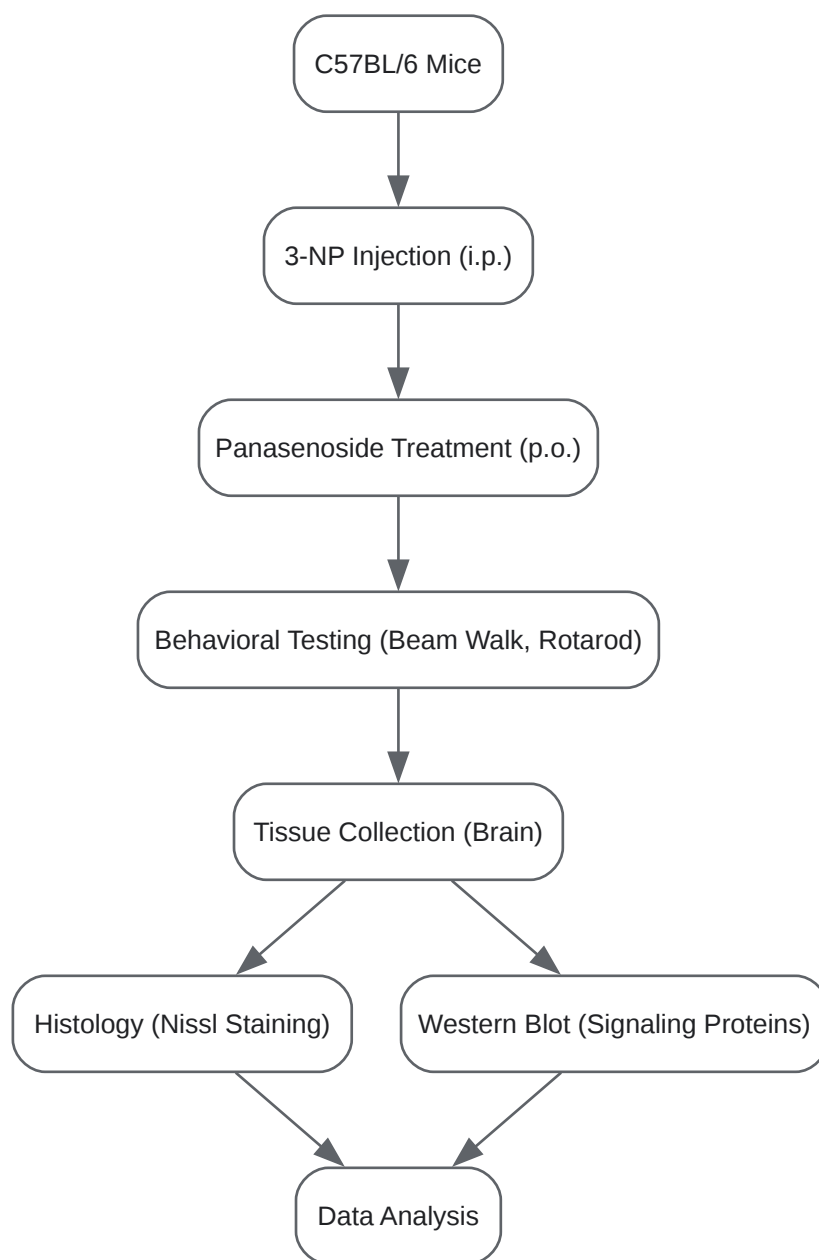 C57BL/6 Mice
3-NP Injection (i.p.)
Panasenoside Treatment (p.o.)
Behavioral Testing (Beam Walk, Rotarod)
Tissue Collection (Brain)
Histology (Nissl Staining)
Western Blot (Signaling Proteins)
Data Analysis